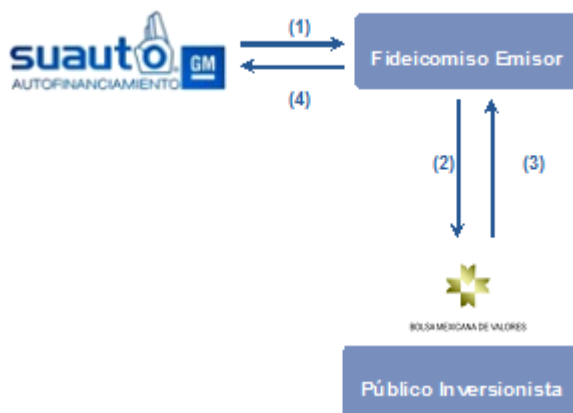 suauto
AUTOFINANCIAMIENTO
GM
(1)
(4)
Fideicomiso Emisor
(2)
(3)
BOLSA MEXICANA DE VALORES
Público Inversionista